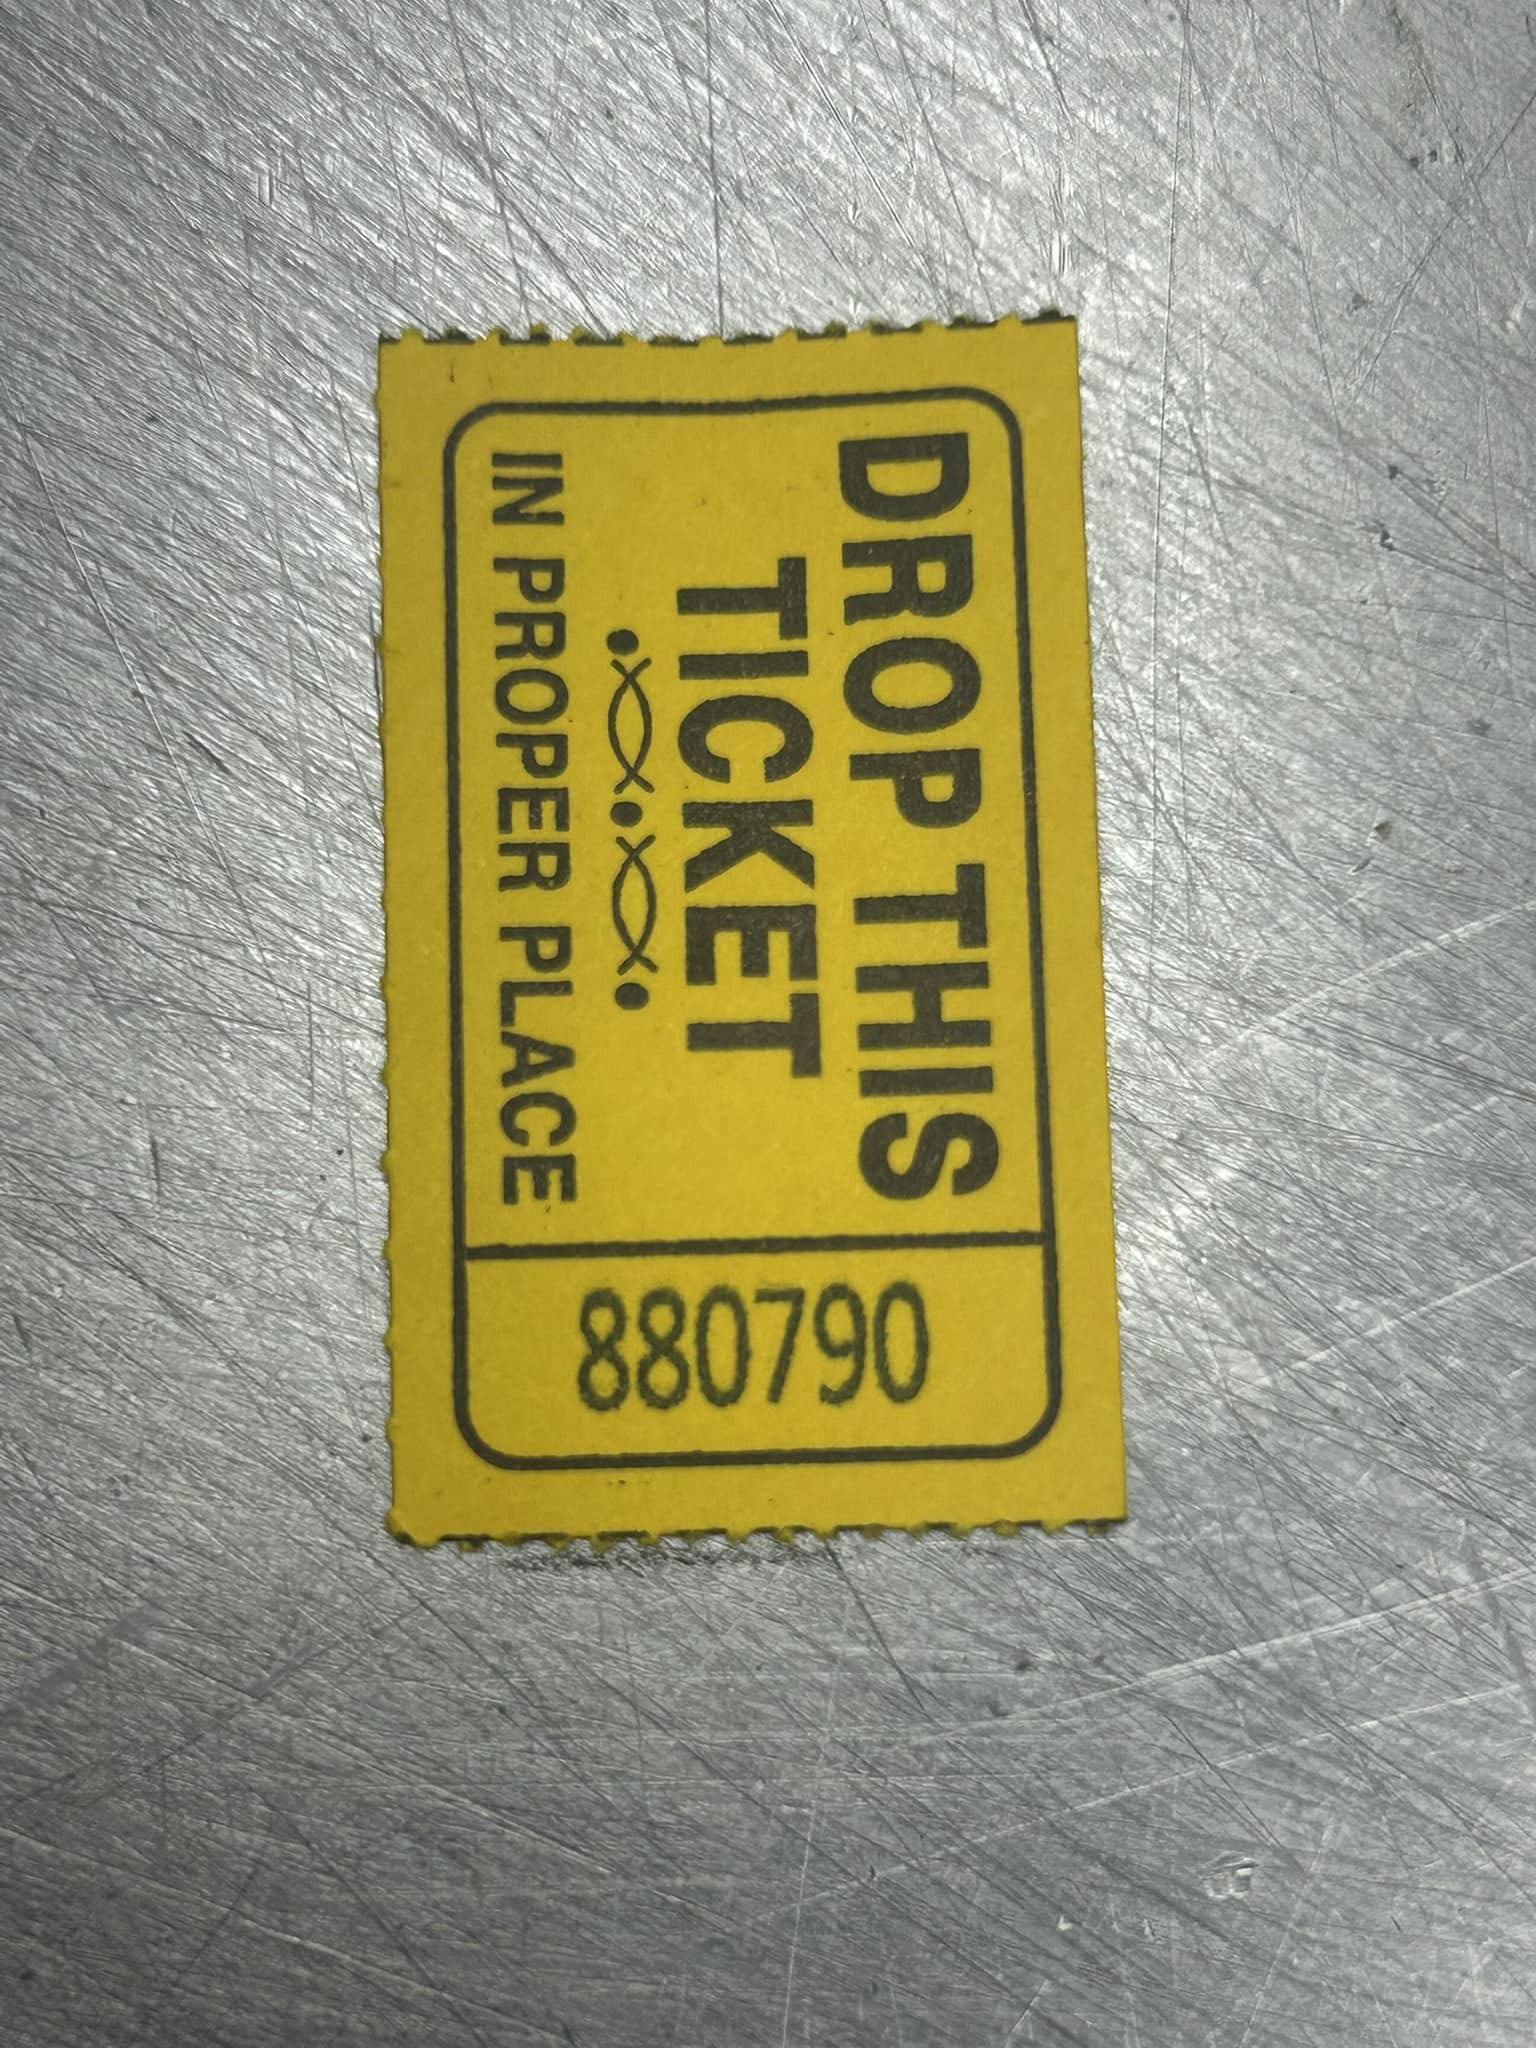 DROP THIS
TICKET
IN PROPER PLACE
880790